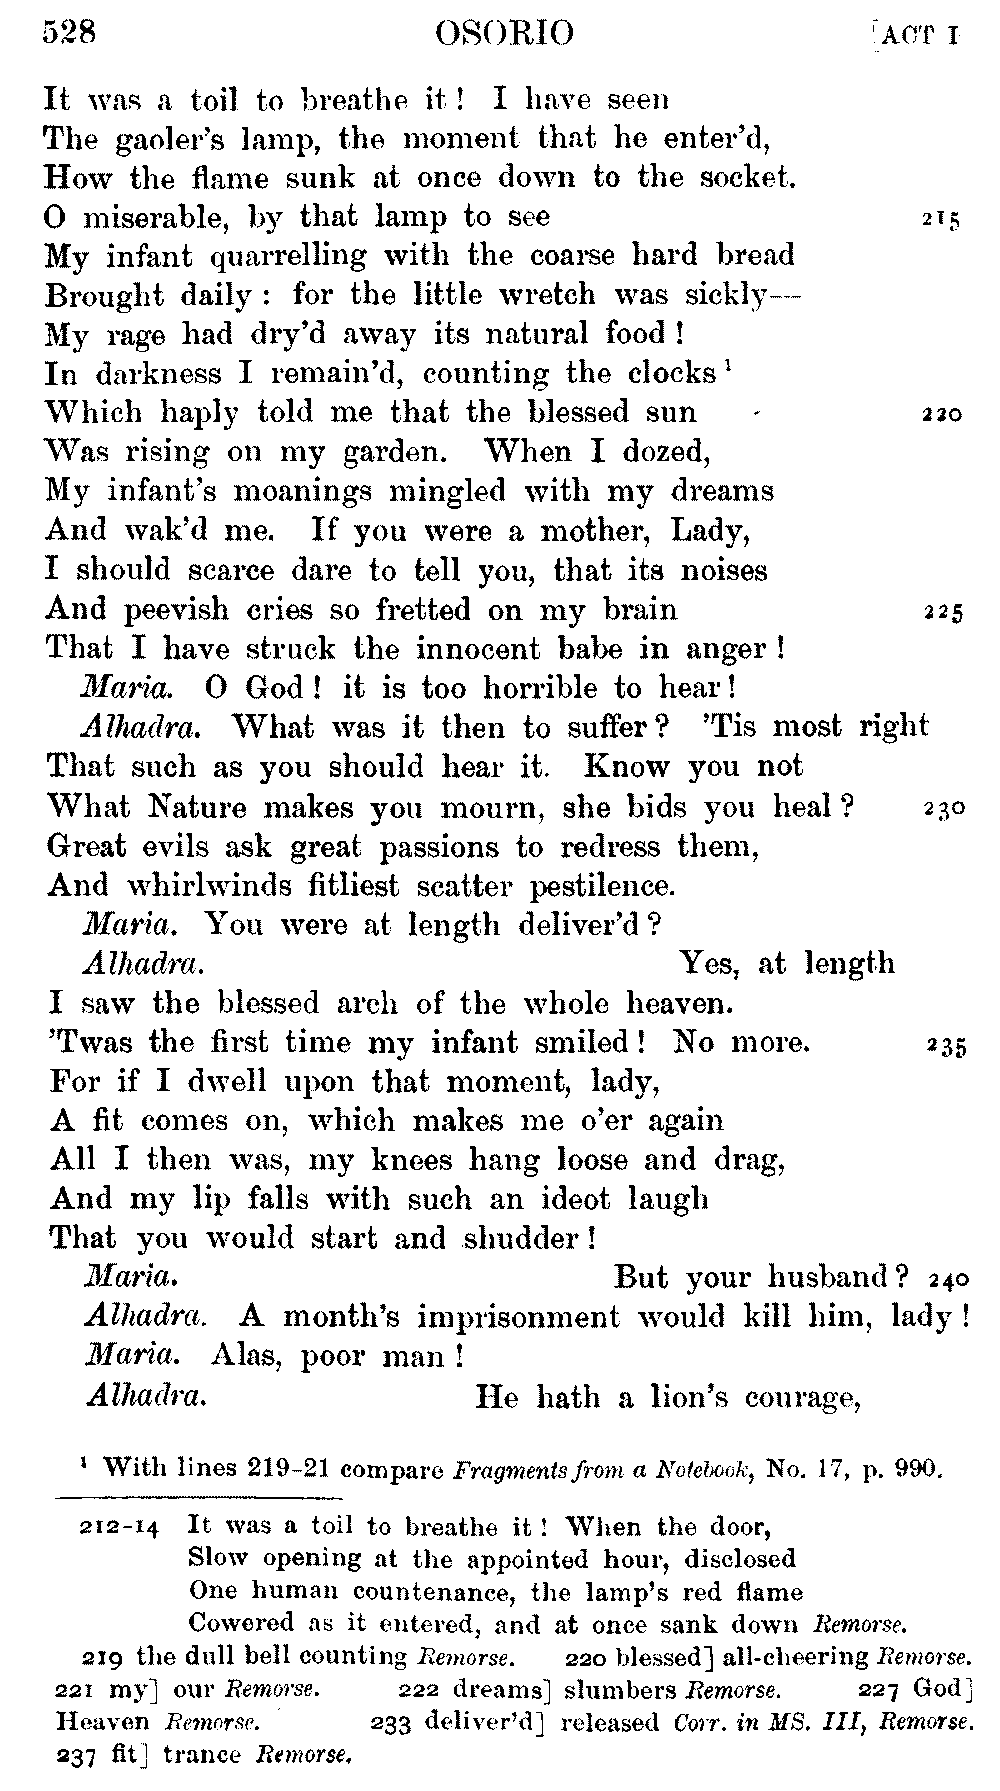 528 OSORIO [ACT I
It was a toil to breathe it! I have seen
The gaoler's lamp, the moment that he enter'd,
How the flame sunk at once down to the socket.
O miserable, by that lamp to see 215
My infant quarrelling with the coarse hard bread
Brought daily: for the little wretch was sickly—
My rage had dry'd away its natural food!
In darkness I remain'd, counting the clocks¹
Which haply told me that the blessed sun 220
Was rising on my garden. When I dozed,
My infant's moanings mingled with my dreams
And wak'd me. If you were a mother, Lady,
I should scarce dare to tell you, that its noises
And peevish cries so fretted on my brain 225
That I have struck the innocent babe in anger!
Maria. O God! it is too horrible to hear!
Alhadra. What was it then to suffer? 'Tis most right
That such as you should hear it. Know you not
What Nature makes you mourn, she bids you heal? 230
Great evils ask great passions to redress them,
And whirlwinds fitliest scatter pestilence.
Maria. You were at length deliver'd?
Alhadra. Yes, at length
I saw the blessed arch of the whole heaven.
'Twas the first time my infant smiled! No more. 235
For if I dwell upon that moment, lady,
A fit comes on, which makes me o'er again
All I then was, my knees hang loose and drag,
And my lip falls with such an ideot laugh
That you would start and shudder!
Maria. But your husband? 240
Alhadra. A month's imprisonment would kill him, lady!
Maria. Alas, poor man!
Alhadra. He hath a lion's courage,
¹ With lines 219–21 compare Fragments from a Notebook, No. 17, p. 990.
212–14 It was a toil to breathe it! When the door,
Slow opening at the appointed hour, disclosed
One human countenance, the lamp's red flame
Cowered as it entered, and at once sank down Remorse.
219 the dull bell counting Remorse. 220 blessed] all-cheering Remorse.
221 my] our Remorse. 222 dreams] slumbers Remorse. 227 God]
Heaven Remorse. 233 deliver'd] released Corr. in MS. III, Remorse.
237 fit] trance Remorse.